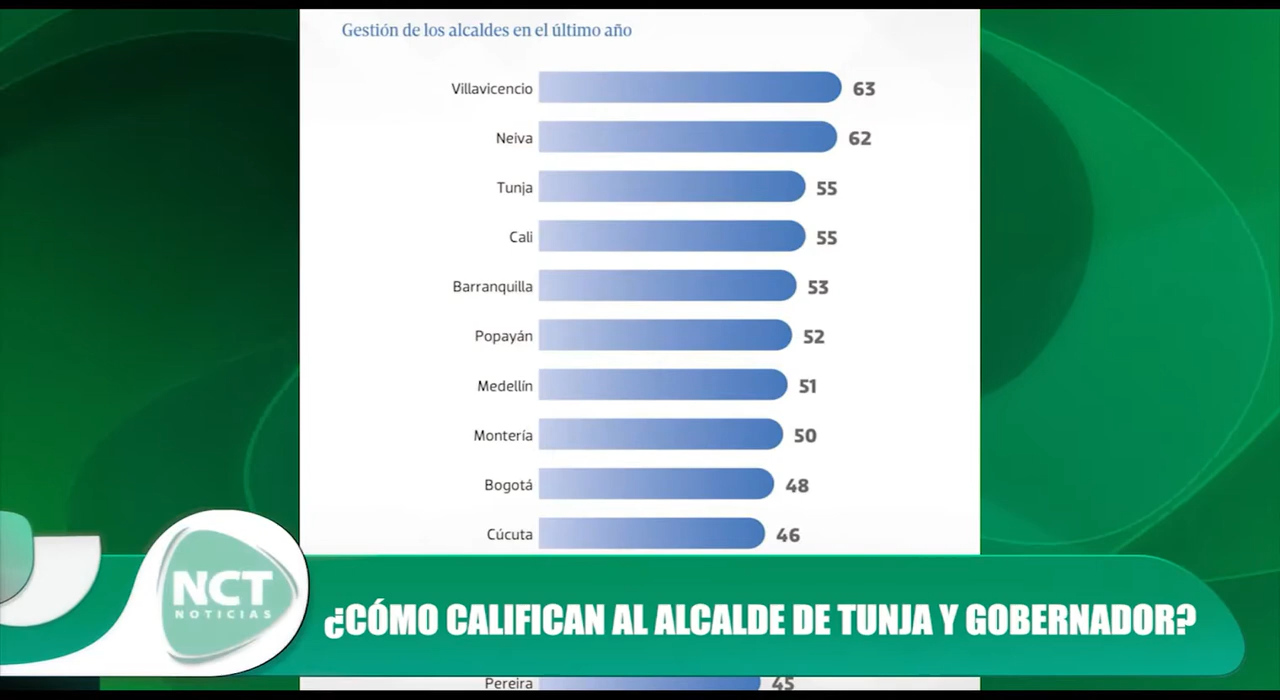 Gestión de los alcaldes en el último año
Villavicencio 63
Neiva 62
Tunja 55
Cali 55
Barranquilla 53
Popayán 52
Medellín 51
Montería 50
Bogotá 48
Cúcuta 46
NCT
NOTICIAS
¿CÓMO CALIFICAN AL ALCALDE DE TUNJA Y GOBERNADOR?
Pereira 45